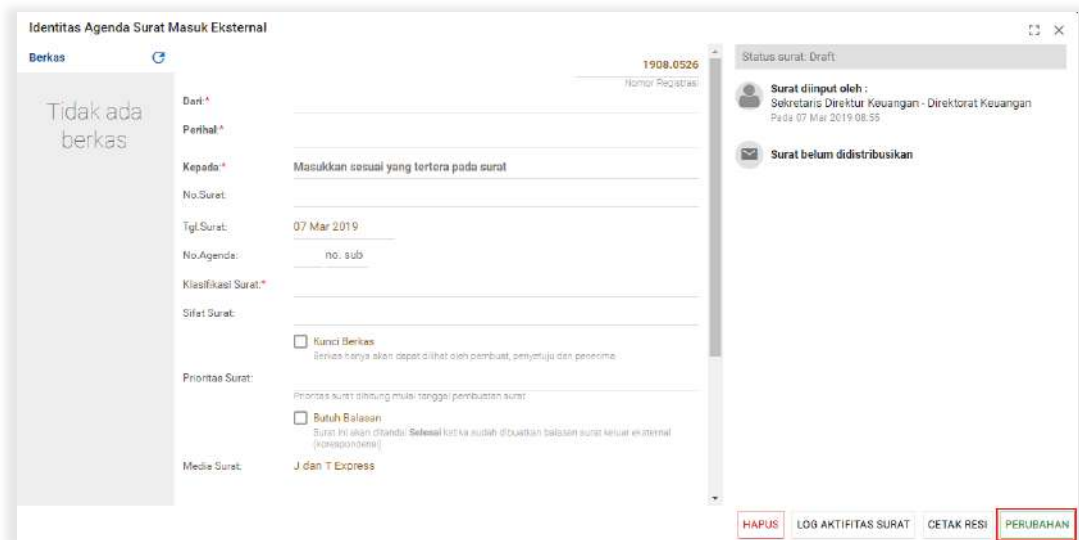 Identitas Agenda Surat Masuk Eksternal
Berkas
Tidak ada
berkas
1908.0526
Nomor Registrasi
Dari:*
Perihal:*
Kepada:* Masukkan sesuai yang tertera pada surat
No.Surat:
Tgl.Surat: 07 Mar 2019
No.Agenda: no. sub
Klasifikasi Surat:*
Sifat Surat:
Kunci Berkas
Berkas hanya akan dapat dilihat oleh pembuat, penyetuju dan penerima
Prioritas Surat:
Prioritas surat dihitung mulai tanggal pembuatan surat
Butuh Balasan
Surat ini akan ditandai Selesai ketika sudah dibuatkan balasan surat keluar eksternal
(korespondensi)
Media Surat: J dan T Express
Status surat: Draft
Surat diinput oleh :
Sekretaris Direktur Keuangan - Direktorat Keuangan
Pada 07 Mar 2019 08:55
Surat belum didistribusikan
HAPUS LOG AKTIFITAS SURAT CETAK RESI PERUBAHAN